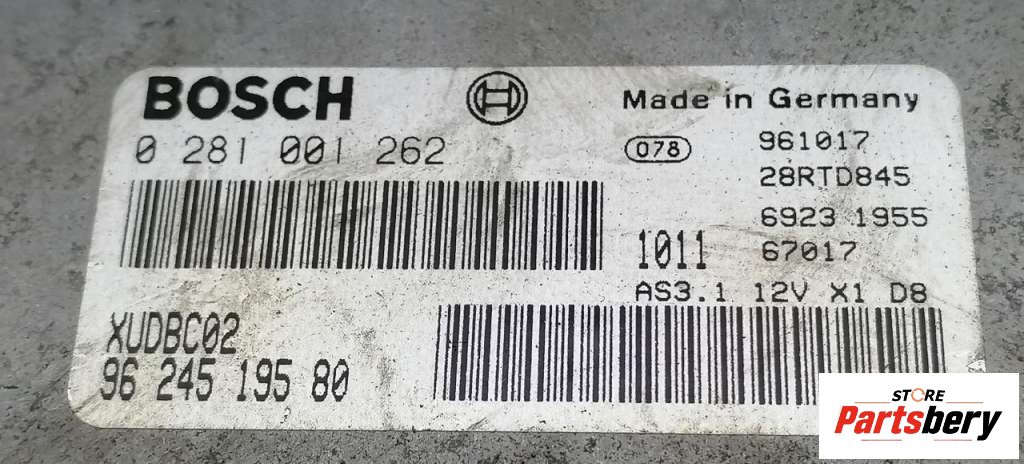 BOSCH
0 281 001 262
Made in Germany
078
961017
28RTD845
6923 1955
1011
67017
AS3.1 12V X1 D8
XUDBC02
96 245 195 80
STORE
Partsbery